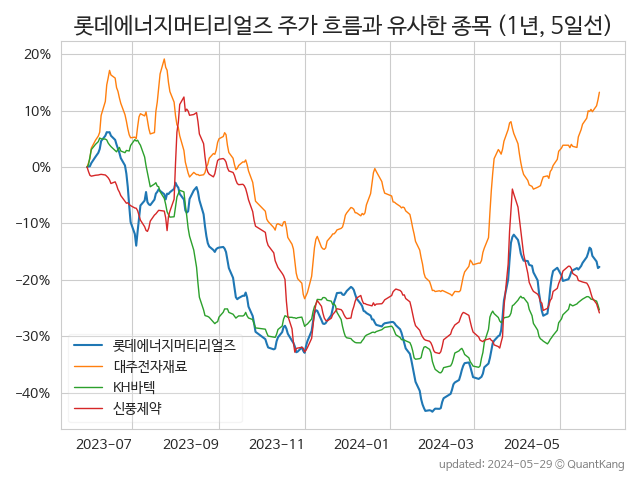 롯데에너지머티리얼즈 주가 흐름과 유사한 종목 (1년, 5일선)
20%
10%
0%
−10%
−20%
−30%
−40%
롯데에너지머티리얼즈
대주전자재료
KH바텍
신풍제약
2023-07
2023-09
2023-11
2024-01
2024-03
2024-05
updated: 2024-05-29 © QuantKang